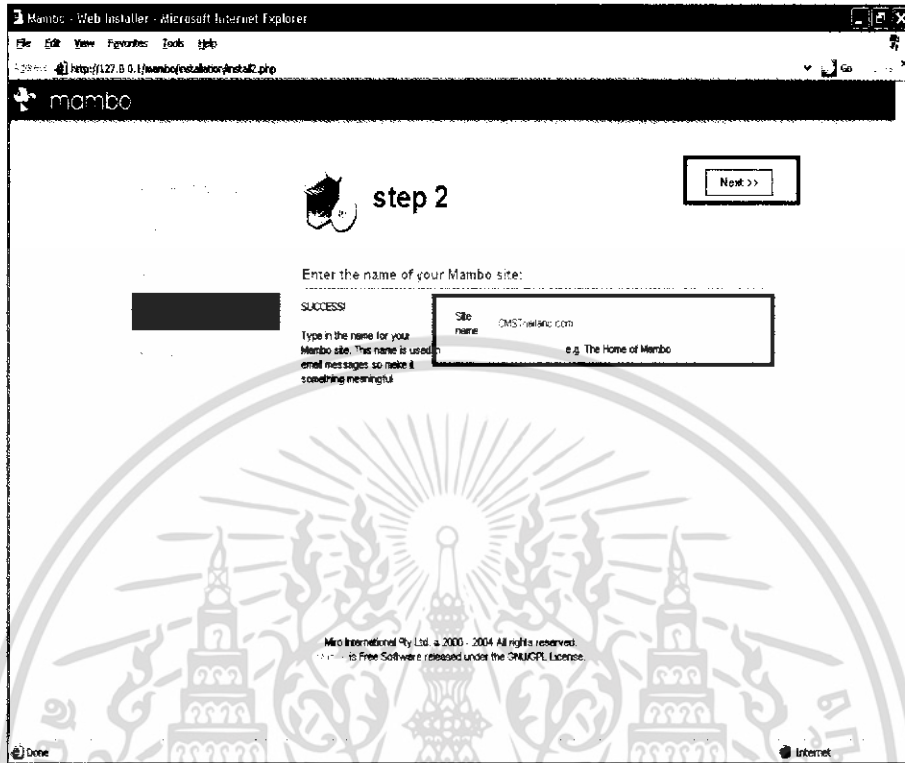 Mambo - Web Installer - Microsoft Internet Explorer
File Edit View Favorites Tools Help
Address http://127.0.0.1/mambo/installation/install2.php Go
mambo
step 2
Next >>
Enter the name of your Mambo site:
SUCCESS!
Type in the name for your
Mambo site. This name is used in
email messages so make it
something meaningful
Site
name
CMSThailand.com
e.g. The Home of Mambo
Miro International Pty Ltd. © 2000 - 2004 All rights reserved.
is Free Software released under the GNU/GPL License.
Done
Internet